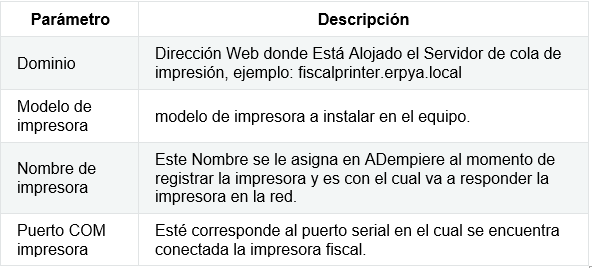 Parámetro Descripción
Dominio
Dirección Web donde Está Alojado el Servidor de cola de
impresión, ejemplo: fiscalprinter.erpya.local
Modelo de
impresora
modelo de impresora a instalar en el equipo.
Nombre de
impresora
Este Nombre se le asigna en ADempiere al momento de
registrar la impresora y es con el cual va a responder la
impresora en la red.
Puerto COM
impresora
Esté corresponde al puerto serial en el cual se encuentra
conectada la impresora fiscal.